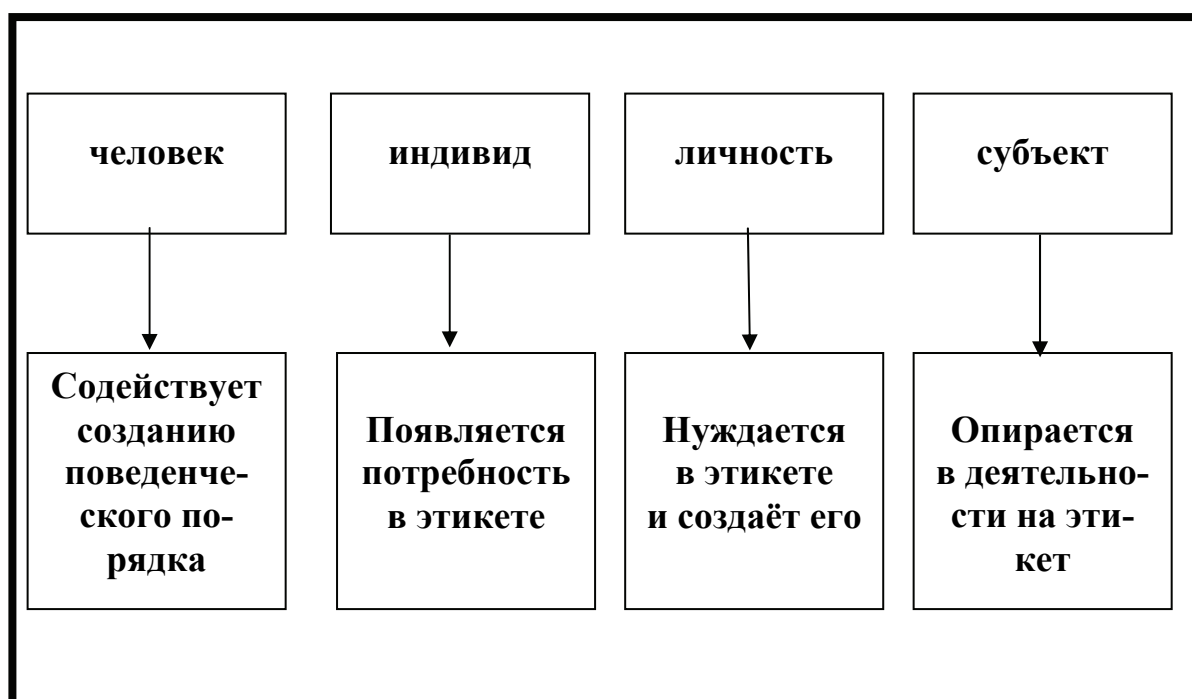 человек
индивид
личность
субъект
Содействует
созданию
поведенче-
ского по-
рядка
Появляется
потребность
в этикете
Нуждается
в этикете
и создаёт его
Опирается
в деятельно-
сти на эти-
кет